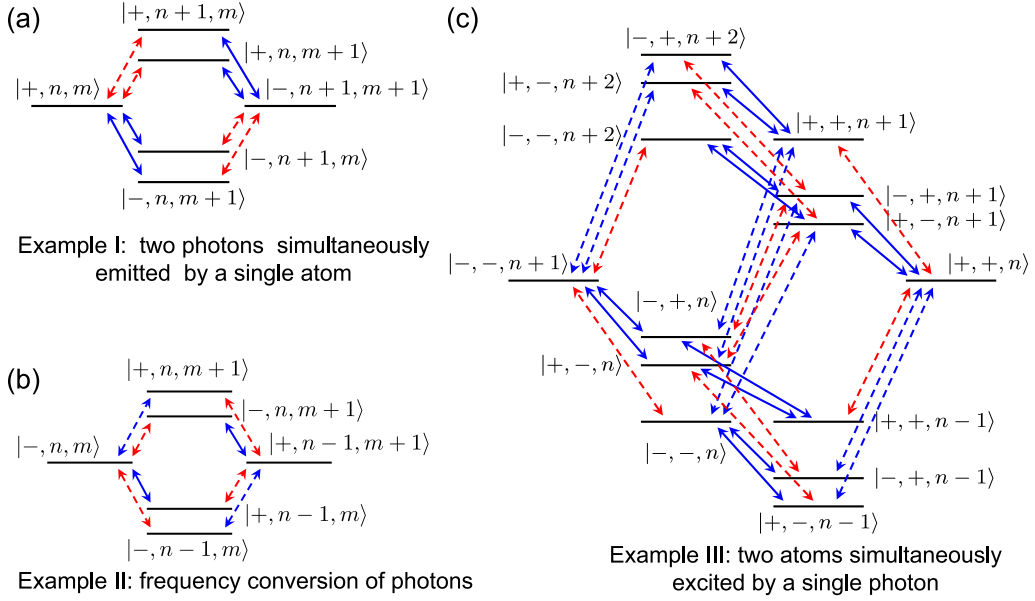 (a)
|+, n + 1, m⟩
|+, n, m + 1⟩
|+, n, m⟩
|−, n + 1, m + 1⟩
|−, n + 1, m⟩
|−, n, m + 1⟩
Example I: two photons simultaneously
emitted by a single atom
(b)
|+, n, m + 1⟩
|−, n, m + 1⟩
|−, n, m⟩
|+, n − 1, m + 1⟩
|+, n − 1, m⟩
|−, n − 1, m⟩
Example II: frequency conversion of photons
(c)
|−, +, n + 2⟩
|+, −, n + 2⟩
|−, −, n + 2⟩
|+, +, n + 1⟩
|−, +, n + 1⟩
|+, −, n + 1⟩
|−, −, n + 1⟩
|+, +, n⟩
|−, +, n⟩
|+, −, n⟩
|+, +, n − 1⟩
|−, −, n⟩
|−, +, n − 1⟩
|+, −, n − 1⟩
Example III: two atoms simultaneously
excited by a single photon